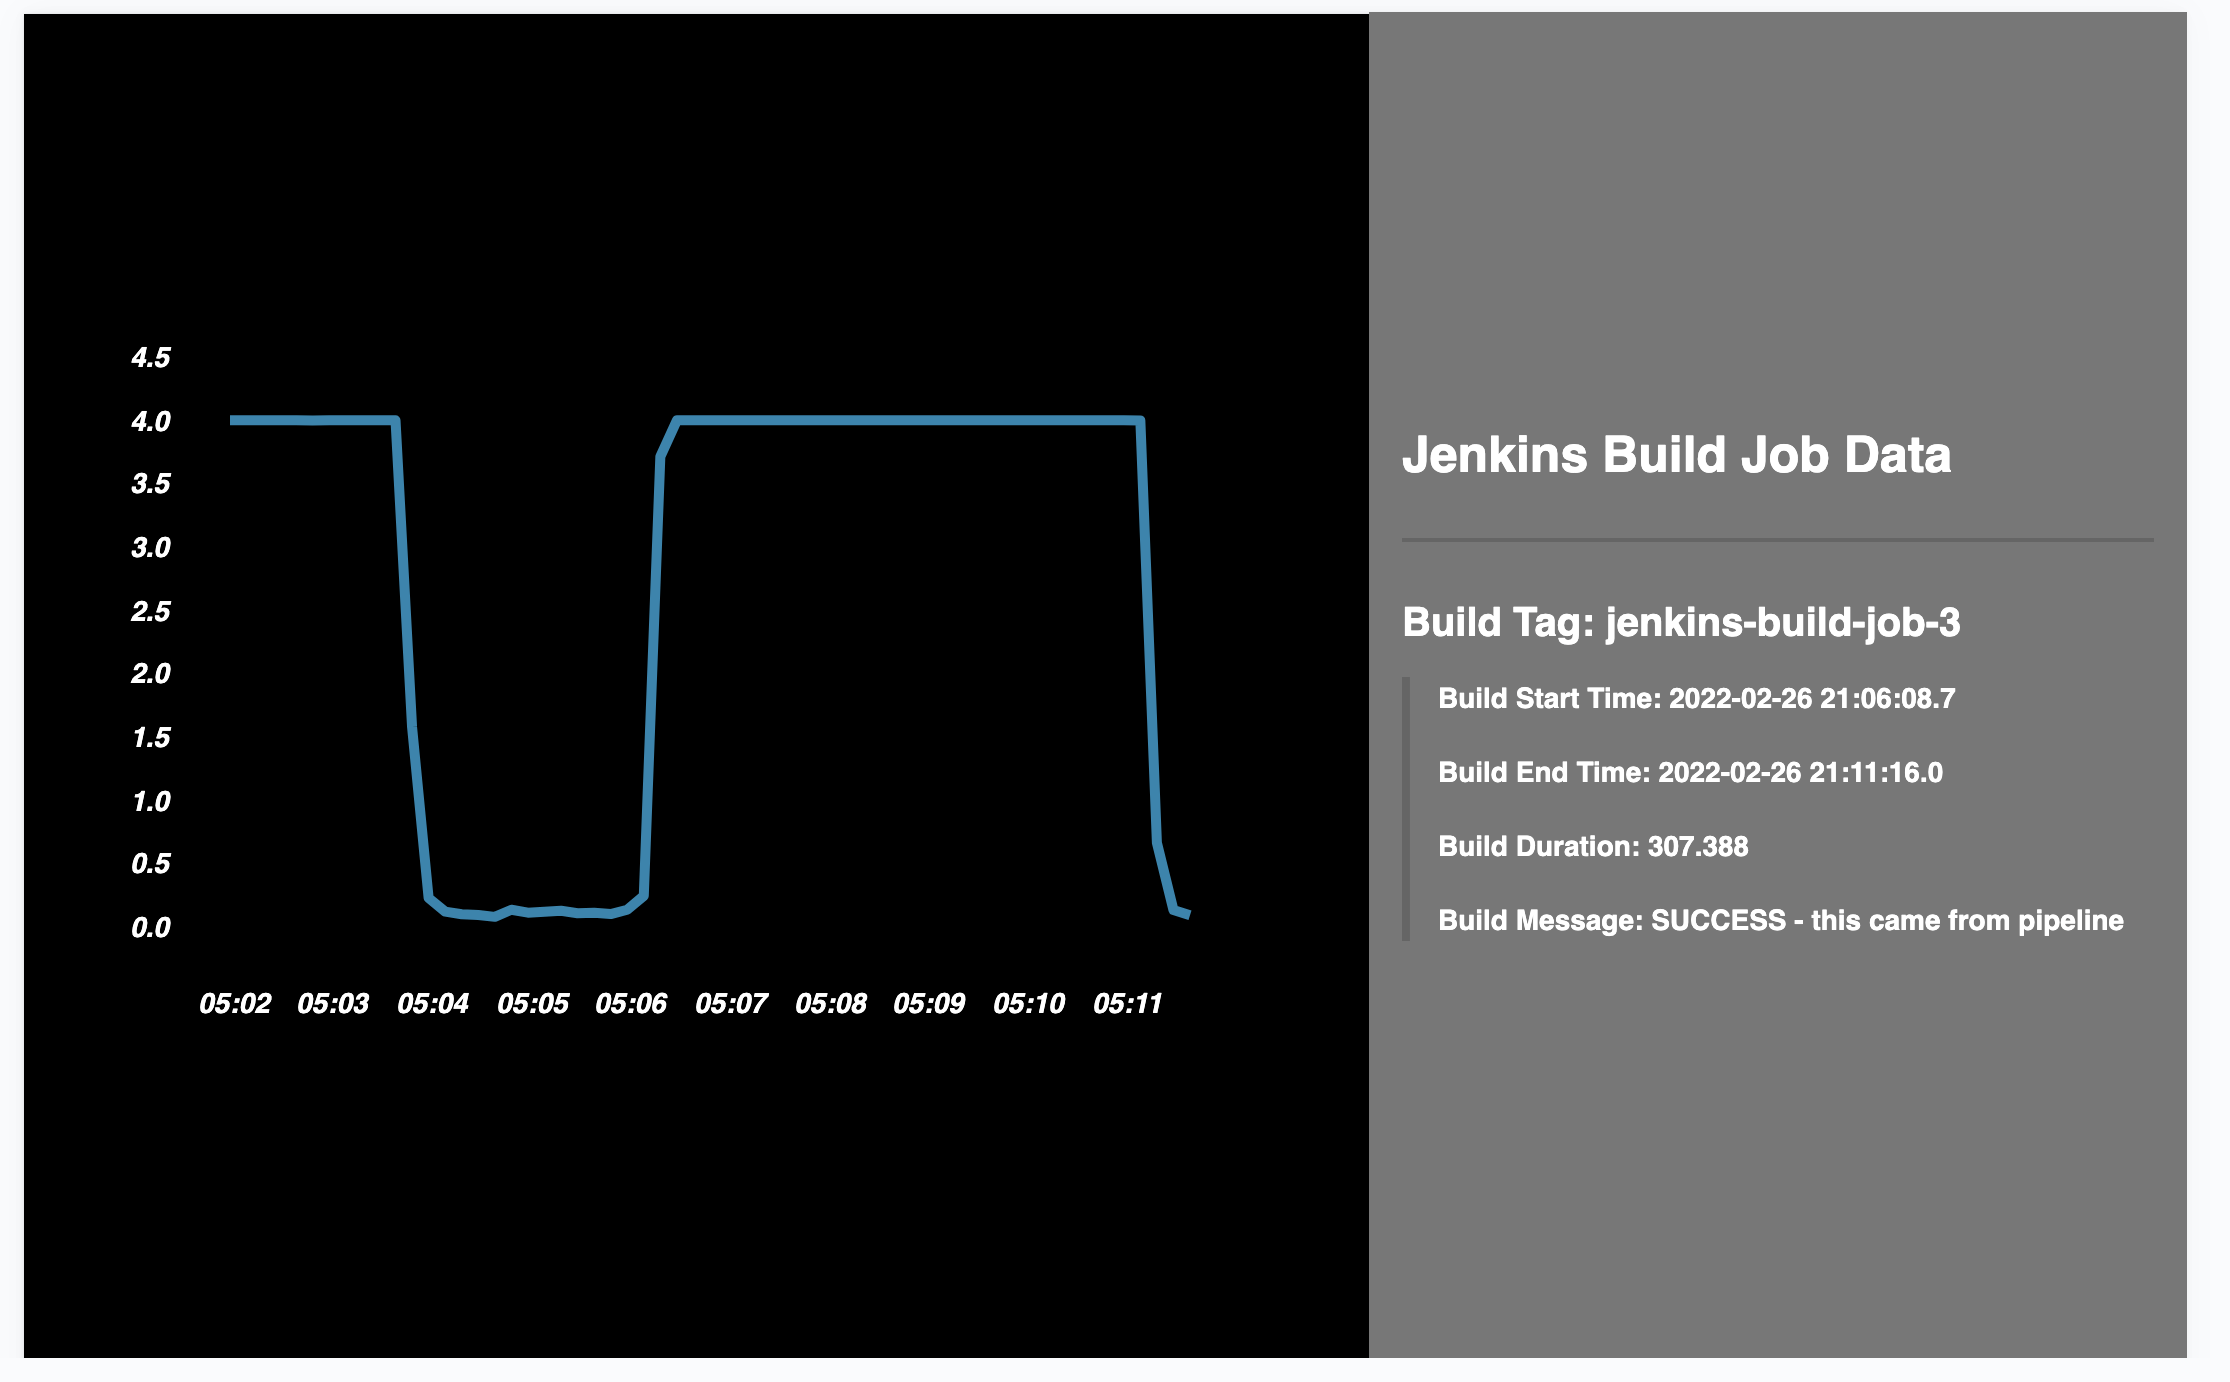 4.5
4.0
3.5
3.0
2.5
2.0
1.5
1.0
0.5
0.0
05:02 05:03 05:04 05:05 05:06 05:07 05:08 05:09 05:10 05:11
Jenkins Build Job Data
Build Tag: jenkins-build-job-3
Build Start Time: 2022-02-26 21:06:08.7
Build End Time: 2022-02-26 21:11:16.0
Build Duration: 307.388
Build Message: SUCCESS - this came from pipeline